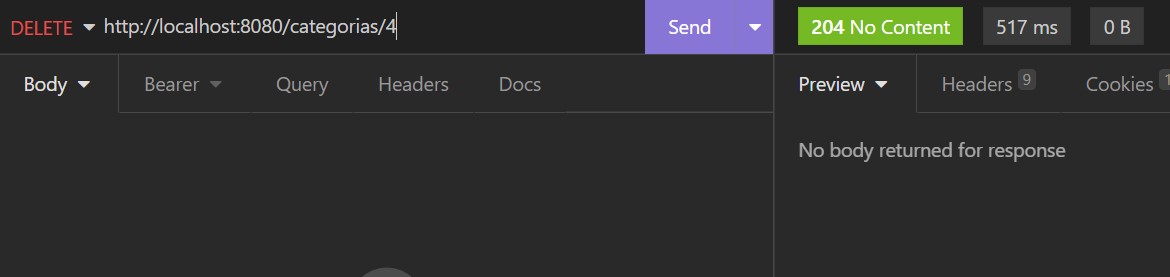 DELETE http://localhost:8080/categorias/4 Send 204 No Content 517 ms 0 B
Body Bearer Query Headers Docs Preview Headers 9 Cookies 1
No body returned for response